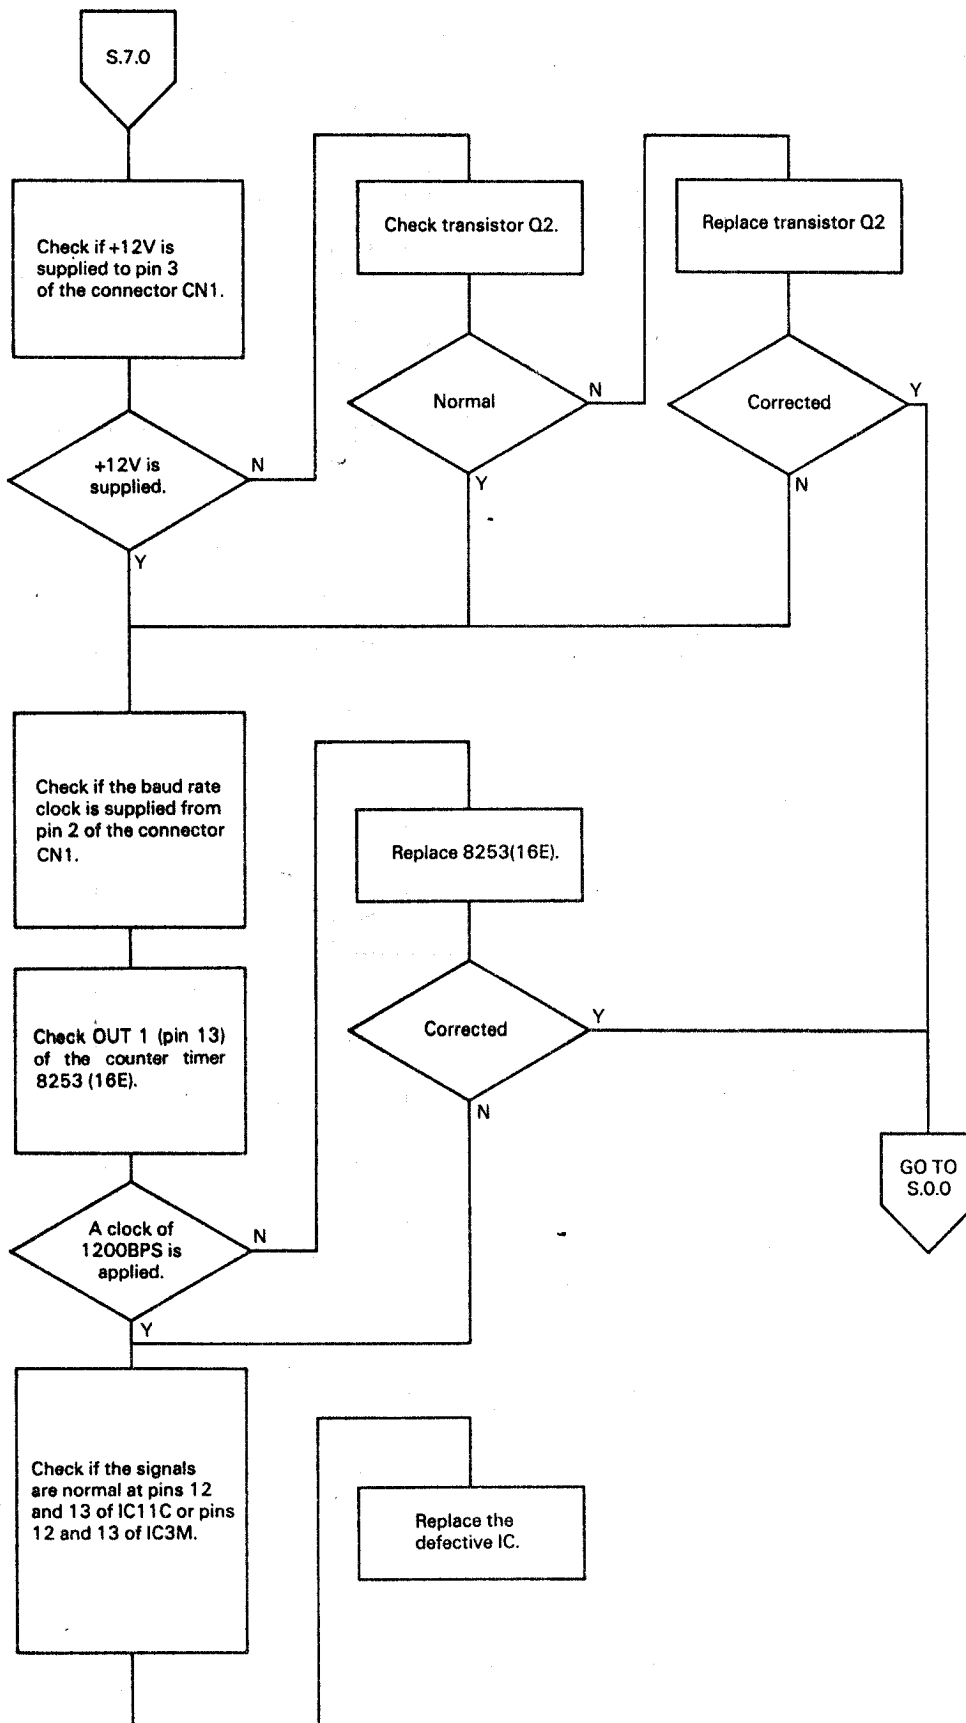 S.7.0
Check if +12V is
supplied to pin 3
of the connector CN1.
Check transistor Q2.
Replace transistor Q2
+12V is
supplied.
N
Y
Normal
N
Y
Corrected
Y
N
Check if the baud rate
clock is supplied from
pin 2 of the connector
CN1.
Replace 8253(16E).
Check OUT 1 (pin 13)
of the counter timer
8253 (16E).
Corrected
Y
N
A clock of
1200BPS is
applied.
N
Y
GO TO
S.0.0
Check if the signals
are normal at pins 12
and 13 of IC11C or pins
12 and 13 of IC3M.
Replace the
defective IC.